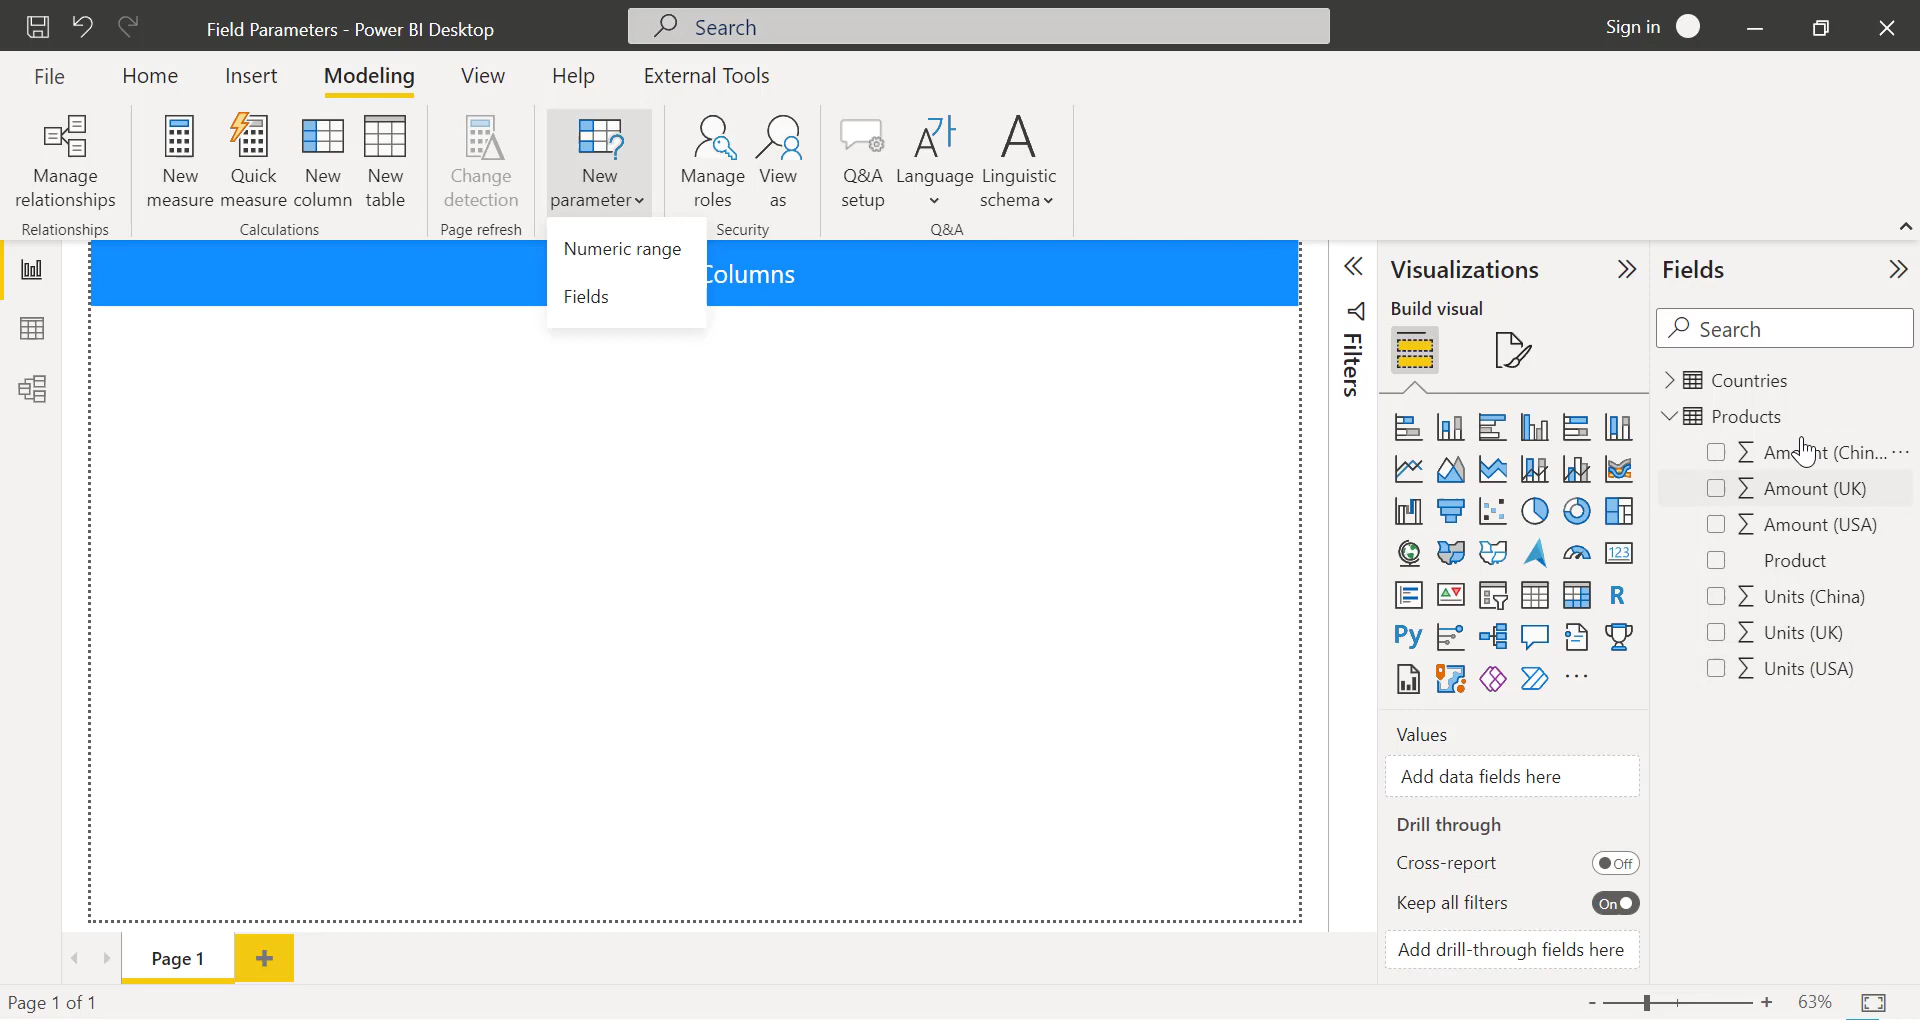 Field Parameters - Power BI Desktop
Search
Sign in
File
Home
Insert
Modeling
View
Help
External Tools
Manage
relationships
New
measure
Quick
measure
New
column
New
table
Change
detection
New
parameter
Manage
roles
View
as
Q&A
setup
Language
Linguistic
schema
Relationships
Calculations
Page refresh
Security
Q&A
Numeric range
Fields
Columns
Filters
Visualizations
Build visual
123
R
Py
Values
Add data fields here
Drill through
Cross-report
Off
Keep all filters
On
Add drill-through fields here
Fields
Search
Countries
Products
(Chin...
Amount (UK)
Amount (USA)
Product
Units (China)
Units (UK)
Units (USA)
Page 1
Page 1 of 1
- + 63%